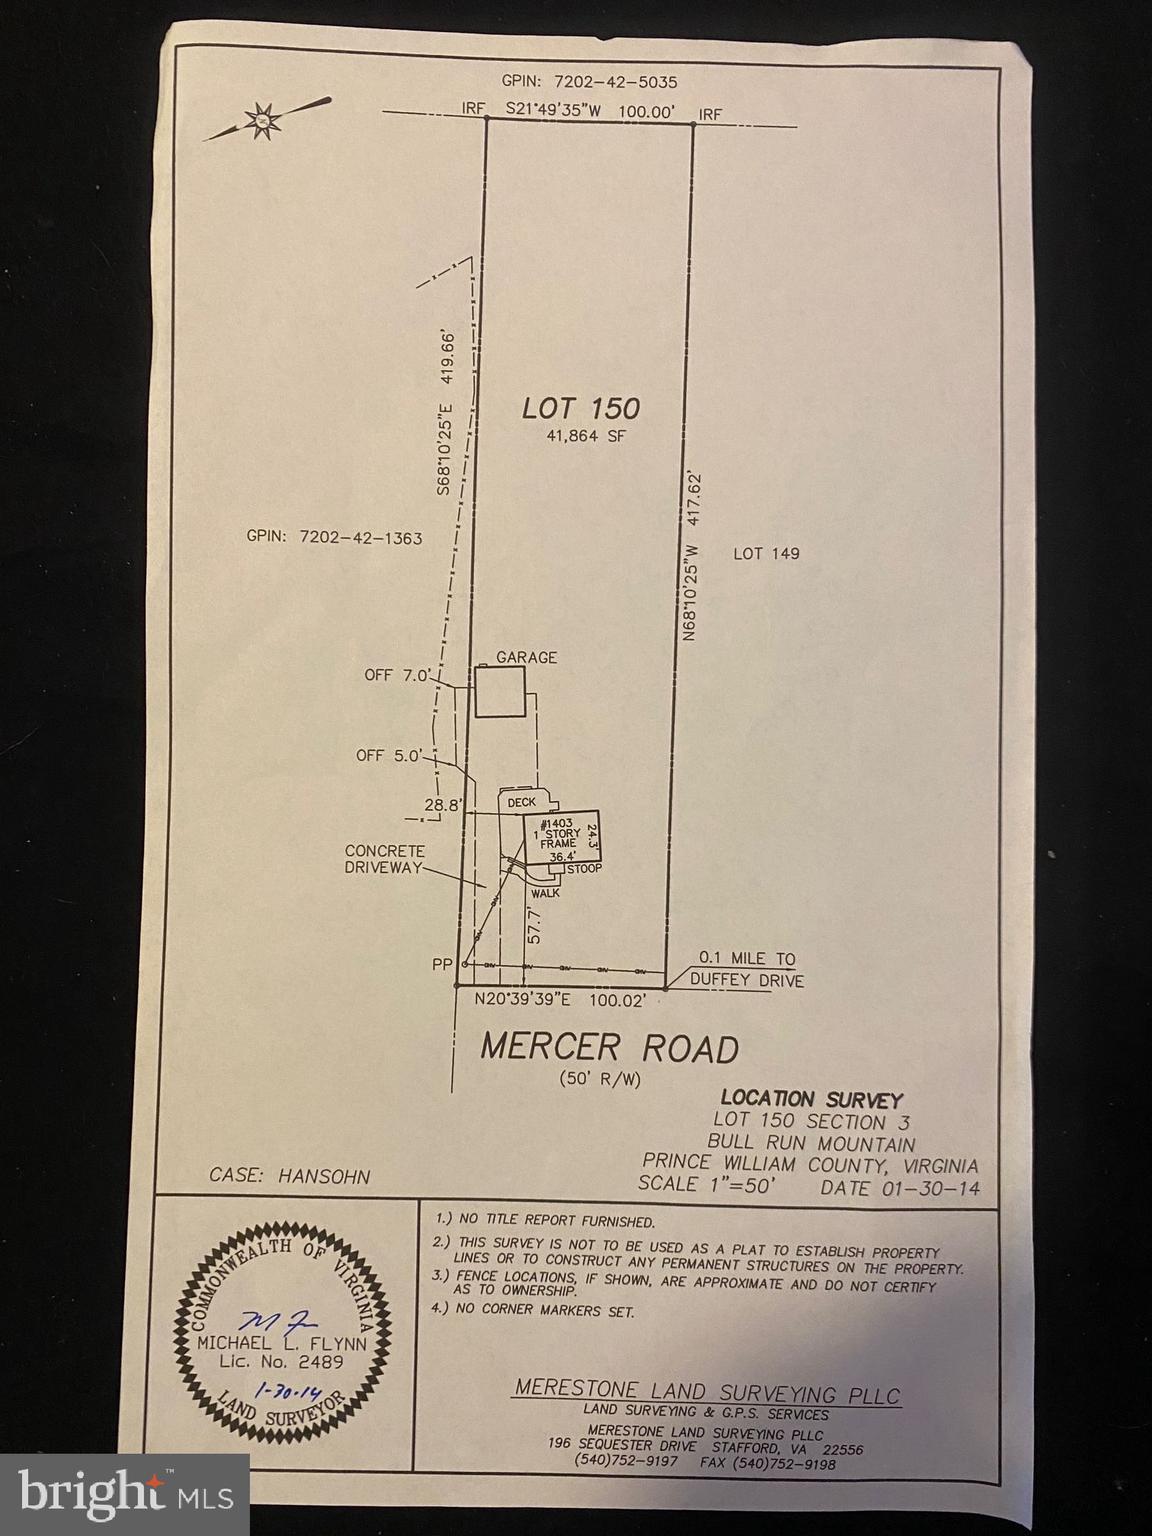 GPIN: 7202-42-5035
IRF S21°49'35"W 100.00' IRF
N
S68°10'25"E 419.66'
LOT 150
41,864 SF
N68°10'25"W 417.62'
GPIN: 7202-42-1363
LOT 149
GARAGE
OFF 7.0'
OFF 5.0'
28.8'
DECK
#1403
1 STORY
FRAME
36.4'
24.3'
CONCRETE
DRIVEWAY
STOOP
WALK
57.7'
PP
0.1 MILE TO
DUFFEY DRIVE
N20°39'39"E 100.02'
MERCER ROAD
(50' R/W)
LOCATION SURVEY
LOT 150 SECTION 3
BULL RUN MOUNTAIN
PRINCE WILLIAM COUNTY, VIRGINIA
SCALE 1"=50' DATE 01-30-14
CASE: HANSOHN
COMMONWEALTH OF VIRGINIA
MICHAEL L. FLYNN
Lic. No. 2489
1-30-14
LAND SURVEYOR
1.) NO TITLE REPORT FURNISHED.
2.) THIS SURVEY IS NOT TO BE USED AS A PLAT TO ESTABLISH PROPERTY
LINES OR TO CONSTRUCT ANY PERMANENT STRUCTURES ON THE PROPERTY.
3.) FENCE LOCATIONS, IF SHOWN, ARE APPROXIMATE AND DO NOT CERTIFY
AS TO OWNERSHIP.
4.) NO CORNER MARKERS SET.
MERESTONE LAND SURVEYING PLLC
LAND SURVEYING & G.P.S. SERVICES
MERESTONE LAND SURVEYING PLLC
196 SEQUESTER DRIVE STAFFORD, VA 22556
(540)752-9197 FAX (540)752-9198
bright™ MLS